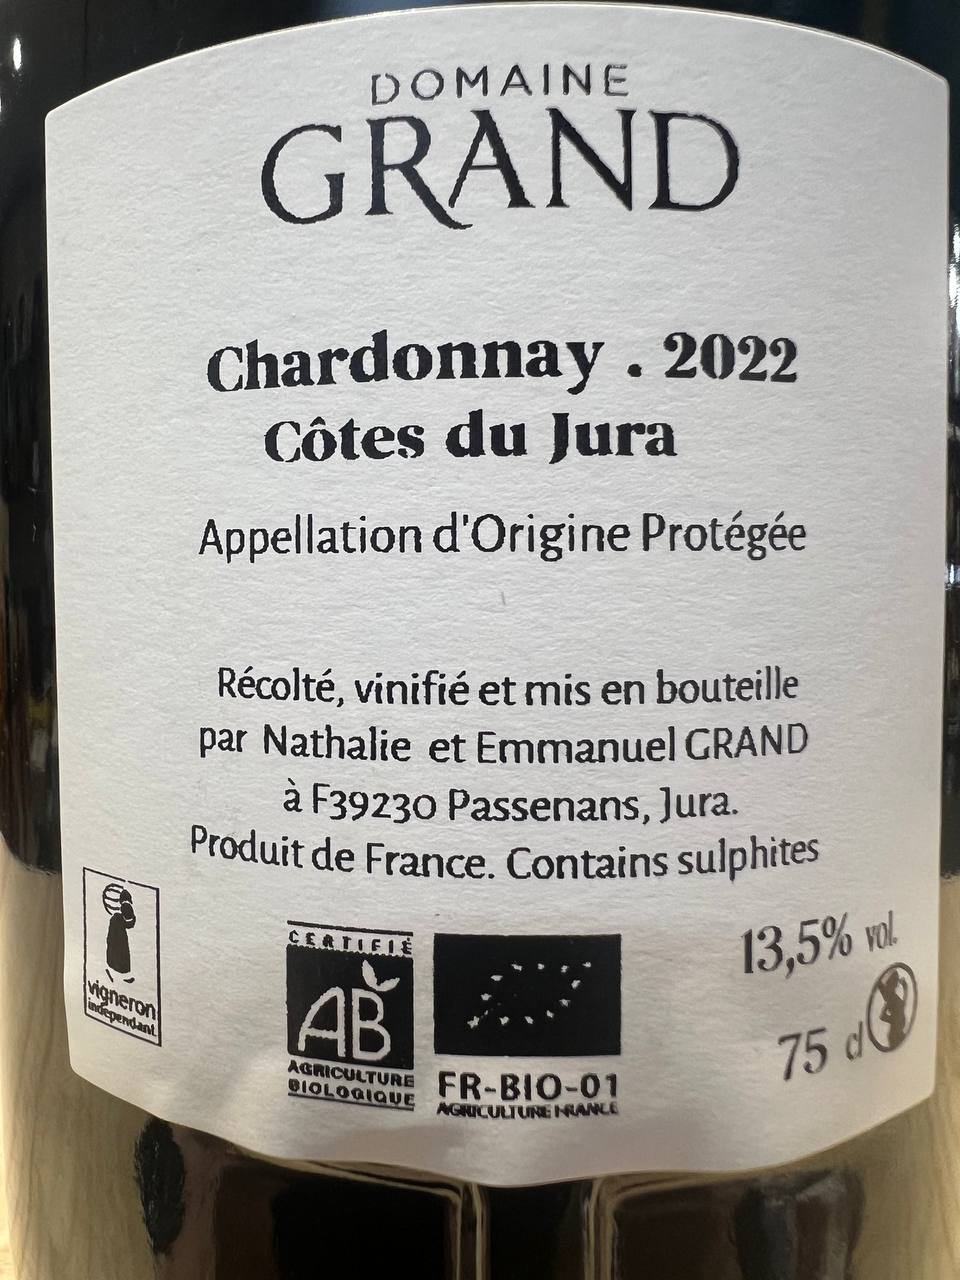 DOMAINE
GRAND
Chardonnay . 2022
Côtes du Jura
Appellation d'Origine Protégée
Récolté, vinifié et mis en bouteille
par Nathalie et Emmanuel GRAND
à F39230 Passenans, Jura.
Produit de France. Contains sulphites
vigneron
indépendant
CERTIFIÉ
AB
AGRICULTURE
BIOLOGIQUE
FR-BIO-01
AGRICULTURE FRANCE
13,5% vol.
75 cl